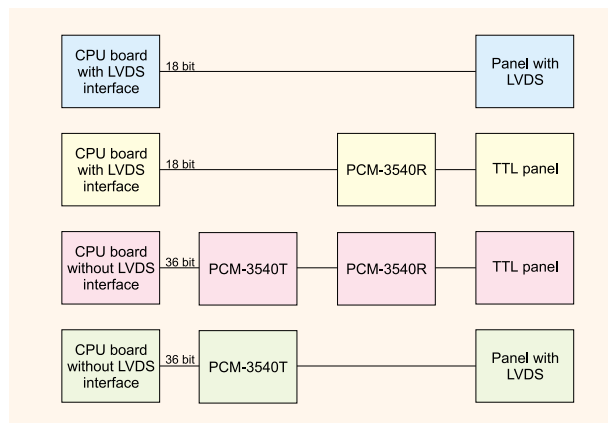 CPU board
with LVDS
interface
18 bit
Panel with
LVDS
CPU board
with LVDS
interface
18 bit
PCM-3540R
TTL panel
CPU board
without LVDS
interface
36 bit
PCM-3540T
PCM-3540R
TTL panel
CPU board
without LVDS
interface
36 bit
PCM-3540T
Panel with
LVDS